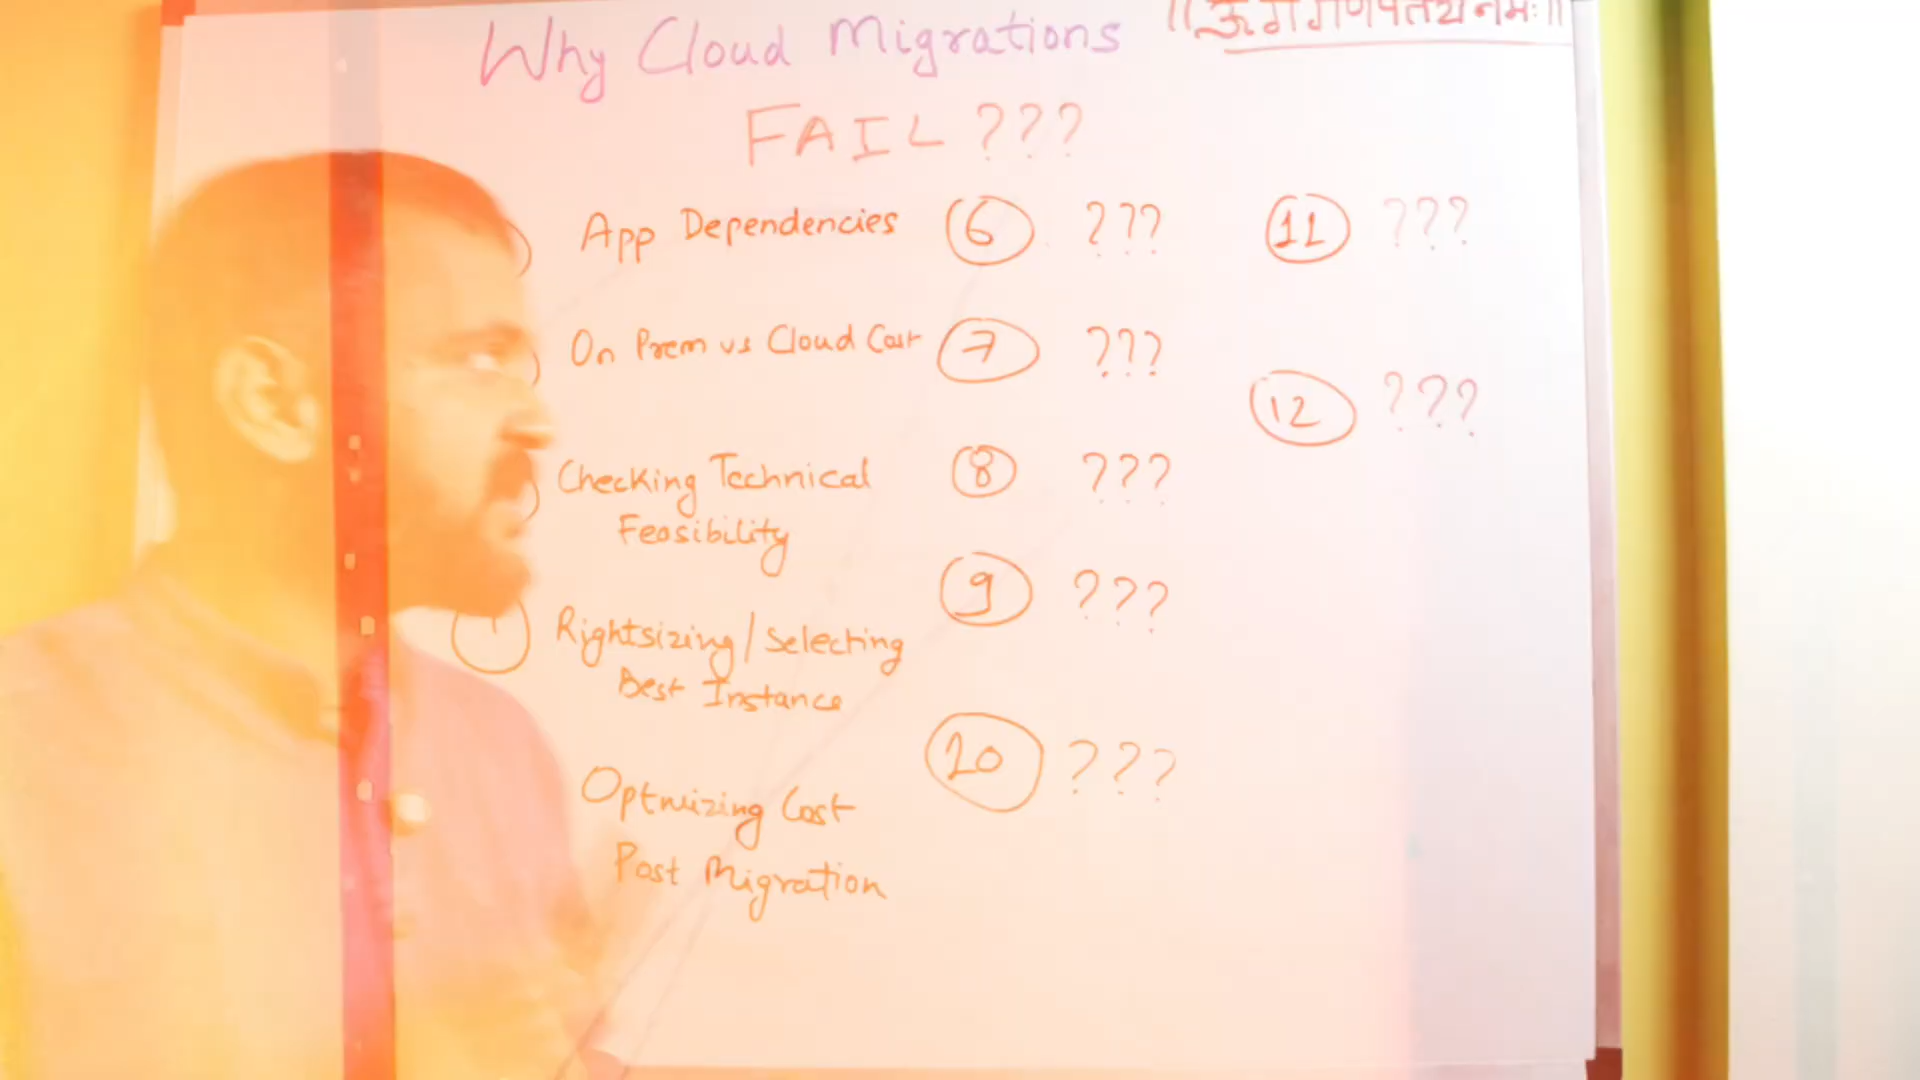 Why Cloud Migrations
FAIL ???
|| ॐ गं गणपतये नमः ||
App Dependencies
On Prem vs Cloud Cost
Checking Technical
Feasibility
Rightsizing/Selecting
Best Instance
Optmizing Cost
Post Migration
6 ???
7 ???
8 ???
9 ???
10 ???
11 ???
12 ???